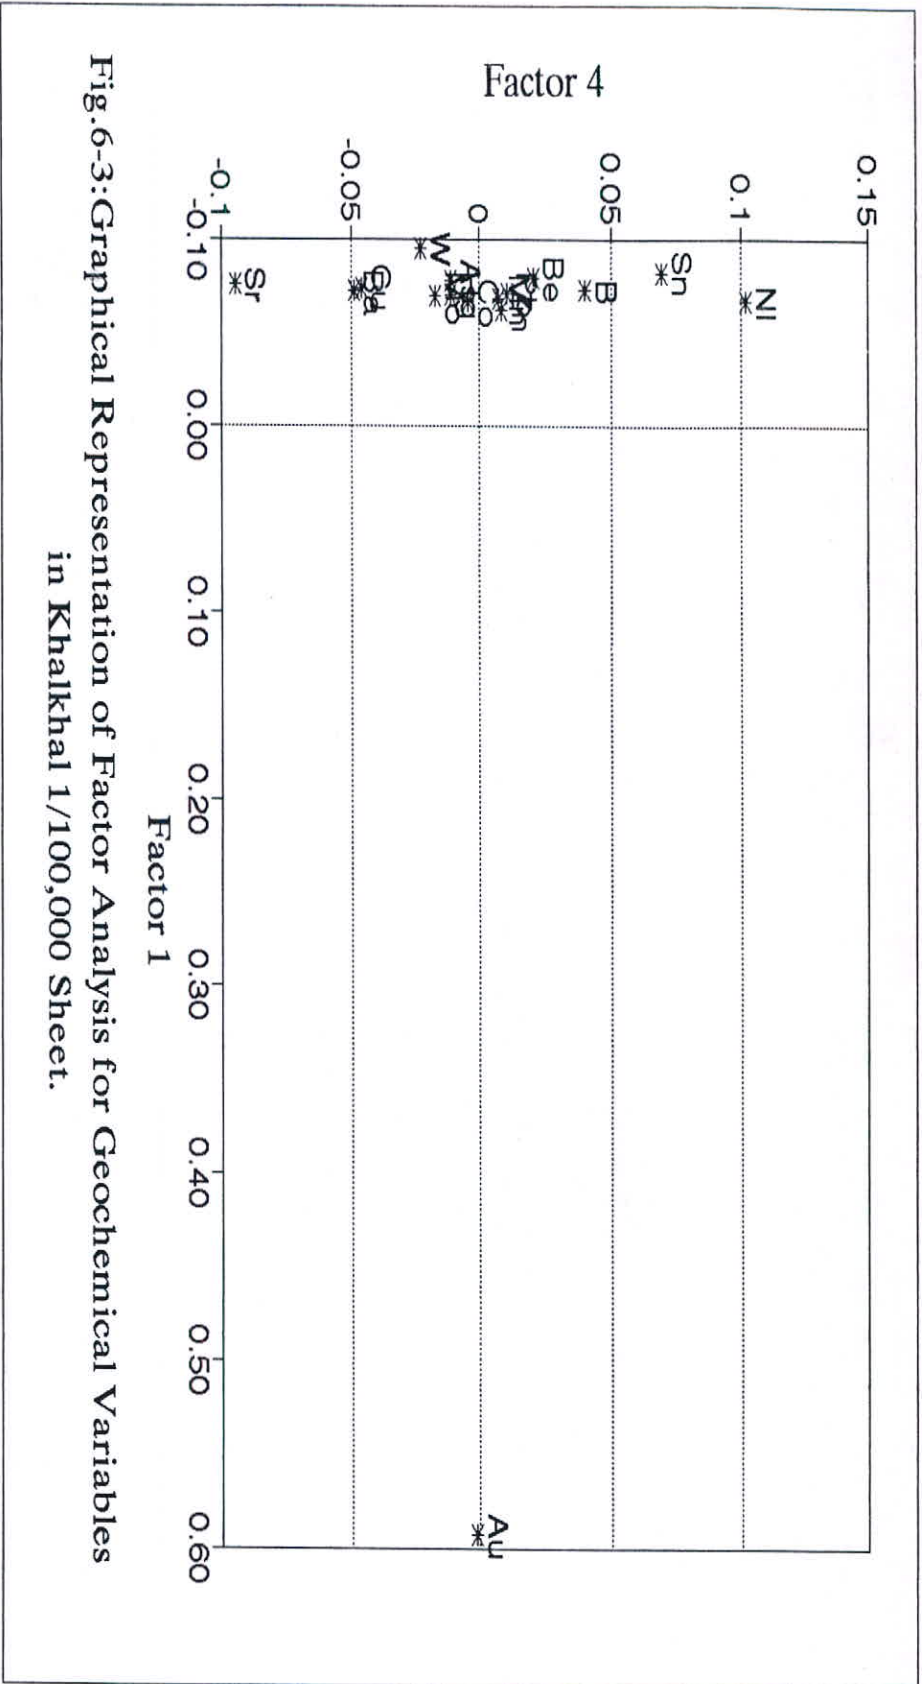 Factor 4
0.15
0.1
0.05
0
-0.05
-0.1
-0.10
0.00
0.10
0.20
0.30
0.40
0.50
0.60
NI
Sn
B
Be
Co
W
Ba
Sr
Au
Factor 1
Fig.6-3:Graphical Representation of Factor Analysis for Geochemical Variables
in Khalkhal 1/100,000 Sheet.